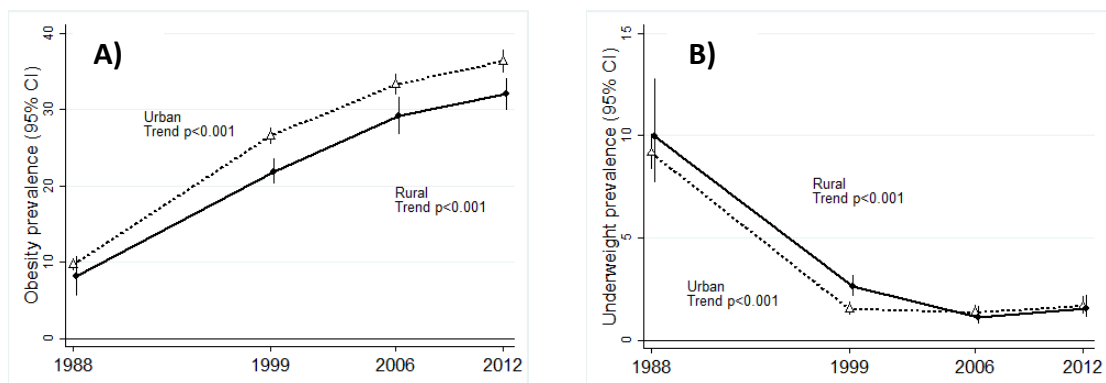 A)
Obesity prevalence (95% CI)
40
30
20
10
0
Urban
Trend p<0.001
Rural
Trend p<0.001
1988
1999
2006
2012
B)
Underweight prevalence (95% CI)
15
10
5
0
Rural
Trend p<0.001
Urban
Trend p<0.001
1988
1999
2006
2012